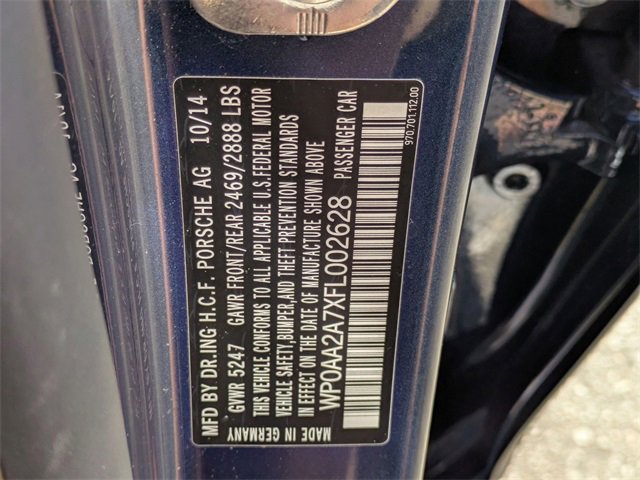 MFD BY DR.ING H.C.F. PORSCHE AG 10/14
GVWR 5247 GAWR FRONT/REAR 2469/2888 LBS
THIS VEHICLE CONFORMS TO ALL APPLICABLE U.S.FEDERAL MOTOR
VEHICLE SAFETY,BUMPER,AND THEFT PREVENTION STANDARDS
IN EFFECT ON THE DATE OF MANUFACTURE SHOWN ABOVE
WP0AA2A7XFL002628 PASSENGER CAR
MADE IN GERMANY
970.701.112.00